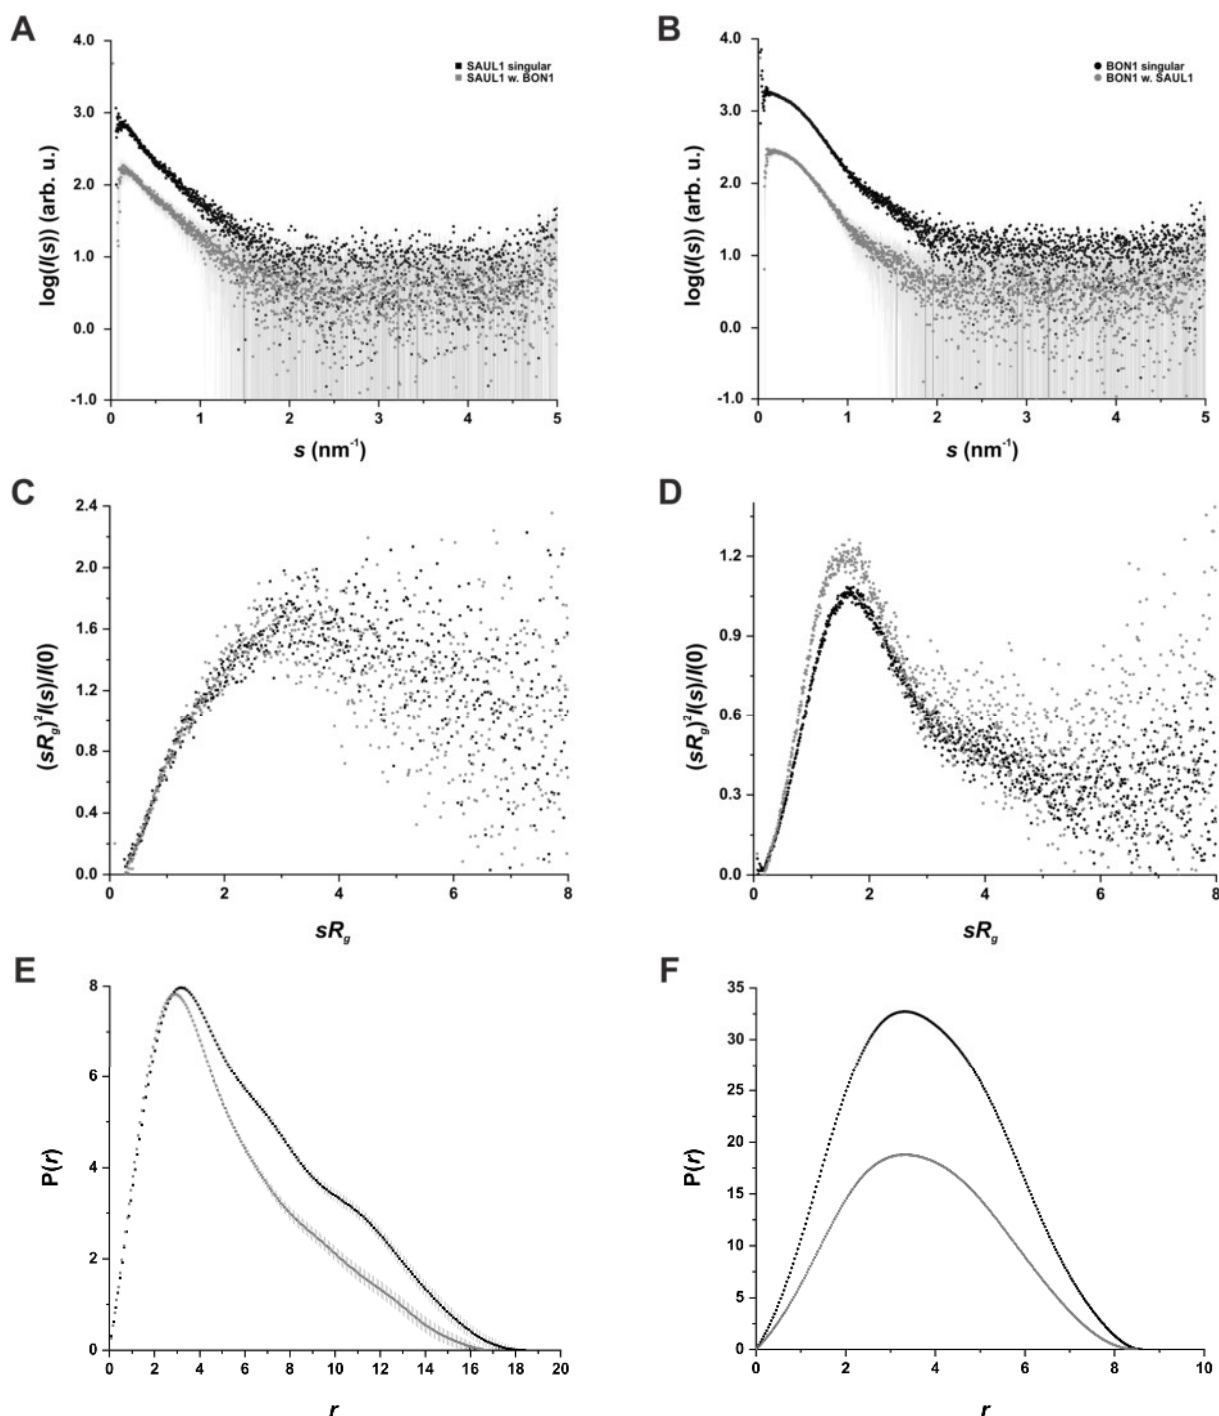 A
4.0
3.0
2.0
1.0
0.0
-1.0
log(I(s)) (arb. u.)
SAUL1 singular
SAUL1 w. BON1
0 1 2 3 4 5
s (nm⁻¹)
B
4.0
3.0
2.0
1.0
0.0
-1.0
log(I(s)) (arb. u.)
BON1 singular
BON1 w. SAUL1
0 1 2 3 4 5
s (nm⁻¹)
C
2.4
2.0
1.6
1.2
0.8
0.4
0.0
(sRg)²I(s)/I(0)
0 2 4 6 8
sRg
D
1.2
0.9
0.6
0.3
0.0
(sRg)²I(s)/I(0)
0 2 4 6 8
sRg
E
8
6
4
2
0
P(r)
0 2 4 6 8 10 12 14 16 18 20
r
F
35
30
25
20
15
10
5
0
P(r)
0 2 4 6 8 10
r